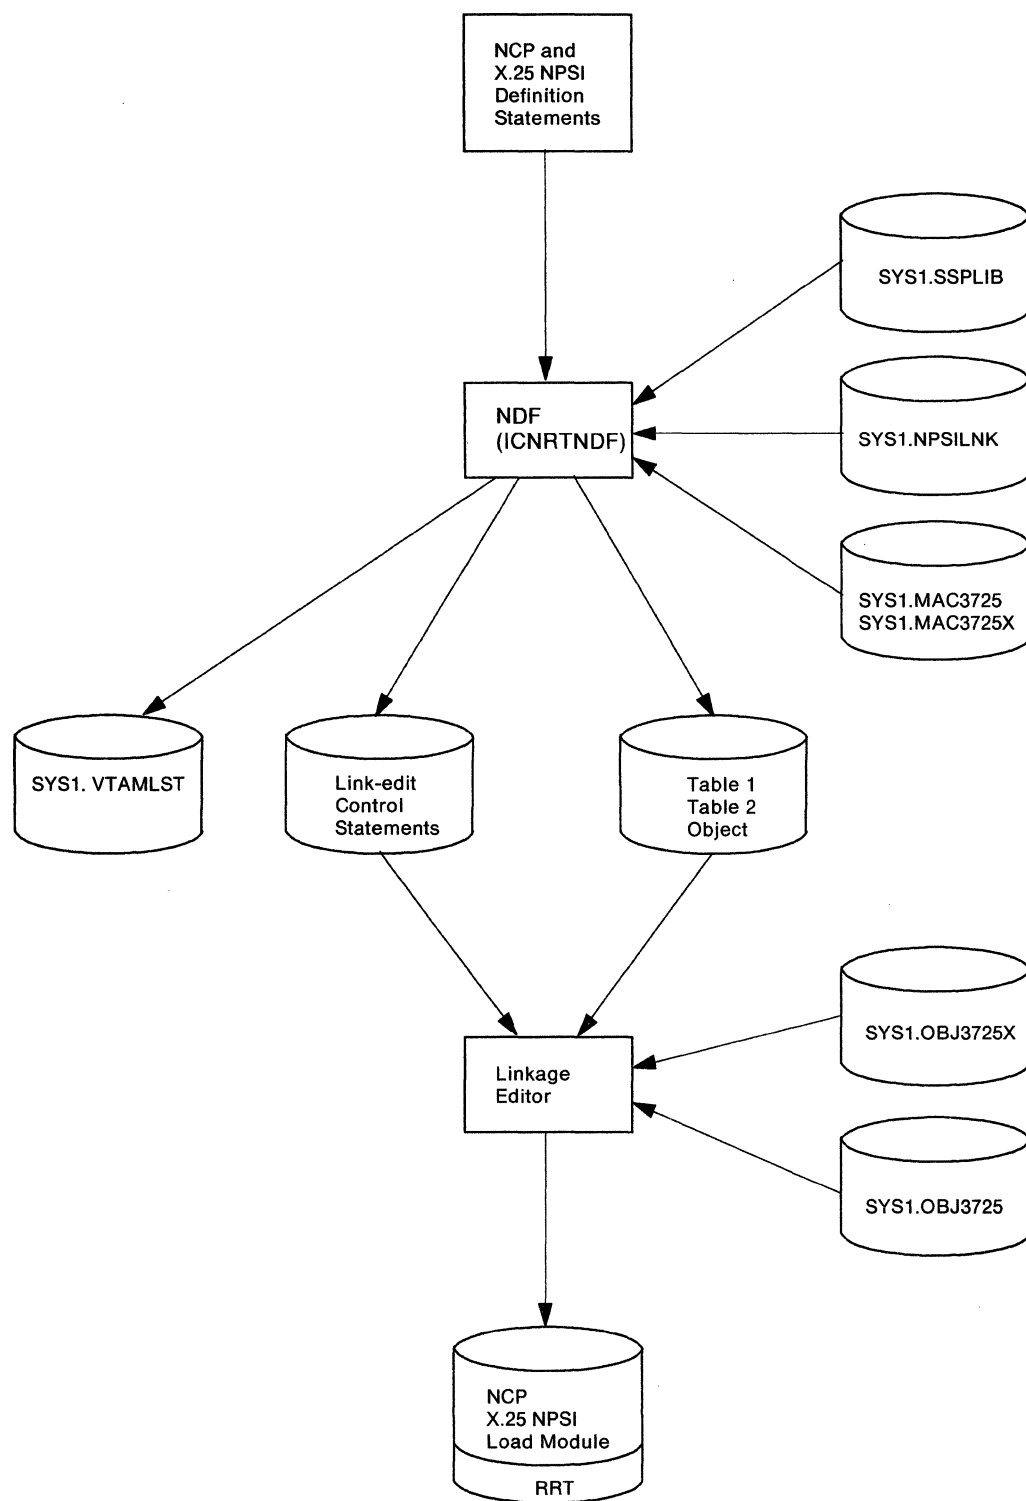 NCP and
X.25 NPSI
Definition
Statements
SYS1.SSPLIB
NDF
(ICNRTNDF)
SYS1.NPSILNK
SYS1.MAC3725
SYS1.MAC3725X
SYS1. VTAMLST
Link-edit
Control
Statements
Table 1
Table 2
Object
SYS1.OBJ3725X
Linkage
Editor
SYS1.OBJ3725
NCP
X.25 NPSI
Load Module
RRT